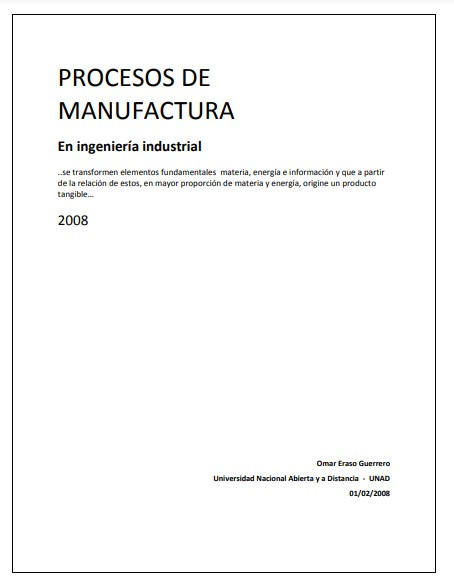 PROCESOS DE
MANUFACTURA
En ingeniería industrial
..se transformen elementos fundamentales materia, energía e información y que a partir
de la relación de estos, en mayor proporción de materia y energía, origine un producto
tangible...
2008
Omar Eraso Guerrero
Universidad Nacional Abierta y a Distancia - UNAD
01/02/2008